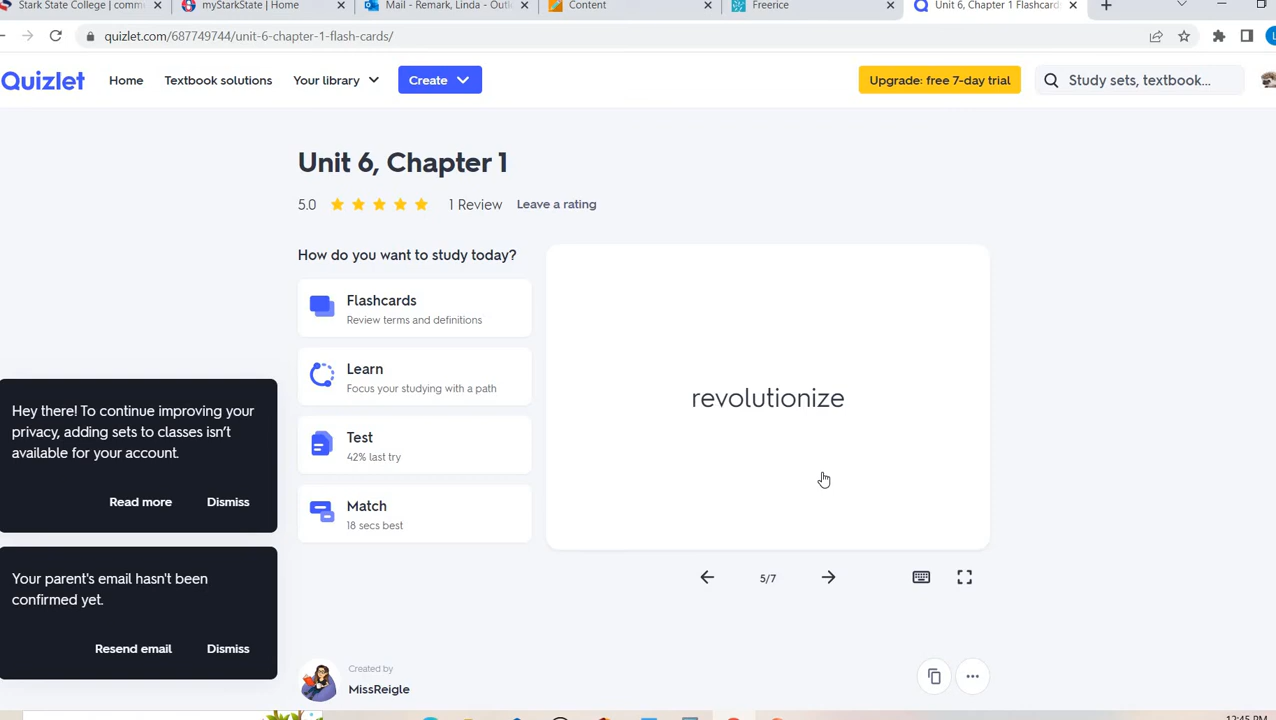 Stark State College | comm
myStarkState | Home
Mail - Remark, Linda - Outl
Content
Freerice
Unit 6, Chapter 1 Flashcards
quizlet.com/687749744/unit-6-chapter-1-flash-cards/
Quizlet
Home
Textbook solutions
Your library
Create
Upgrade: free 7-day trial
Study sets, textbook...
Unit 6, Chapter 1
5.0
1 Review
Leave a rating
How do you want to study today?
Flashcards
Review terms and definitions
Learn
Focus your studying with a path
Test
42% last try
Match
18 secs best
revolutionize
5/7
Hey there! To continue improving your
privacy, adding sets to classes isn't
available for your account.
Read more
Dismiss
Your parent's email hasn't been
confirmed yet.
Resend email
Dismiss
Created by
MissReigle
12:45 PM